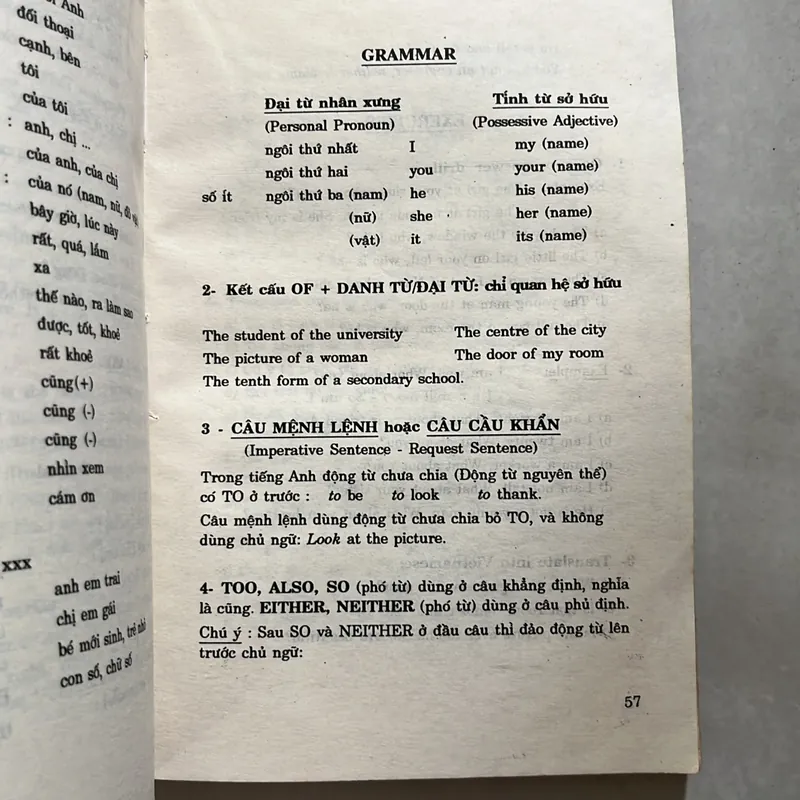 Anh
đối thoại
cạnh, bên
tôi
của tôi
: anh, chị ...
của anh, của chị
: của nó (nam, nữ, đồ vật)
bây giờ, lúc này
rất, quá, lắm
xa
thế nào, ra làm sao
được, tốt, khoẻ
rất khoẻ
cũng(+)
cũng (-)
cũng (-)
nhìn xem
cám ơn
xxx
anh em trai
chị em gái
bé mới sinh, trẻ nhỏ
con số, chữ số
GRAMMAR
Đại từ nhân xưng Tính từ sở hữu
(Personal Pronoun) (Possessive Adjective)
ngôi thứ nhất I my (name)
ngôi thứ hai you your (name)
số ít ngôi thứ ba (nam) he his (name)
(nữ) she her (name)
(vật) it its (name)
2- Kết cấu OF + DANH TỪ/ĐẠI TỪ: chỉ quan hệ sở hữu
The student of the university The centre of the city
The picture of a woman The door of my room
The tenth form of a secondary school.
3 - CÂU MỆNH LỆNH hoặc CÂU CẦU KHẨN
(Imperative Sentence - Request Sentence)
Trong tiếng Anh động từ chưa chia (Động từ nguyên thể)
có TO ở trước : to be to look to thank.
Câu mệnh lệnh dùng động từ chưa chia bỏ TO, và không
dùng chủ ngữ: Look at the picture.
4- TOO, ALSO, SO (phó từ) dùng ở câu khẳng định, nghĩa
là cũng. EITHER, NEITHER (phó từ) dùng ở câu phủ định.
Chú ý : Sau SO và NEITHER ở đầu câu thì đảo động từ lên
trước chủ ngữ:
57